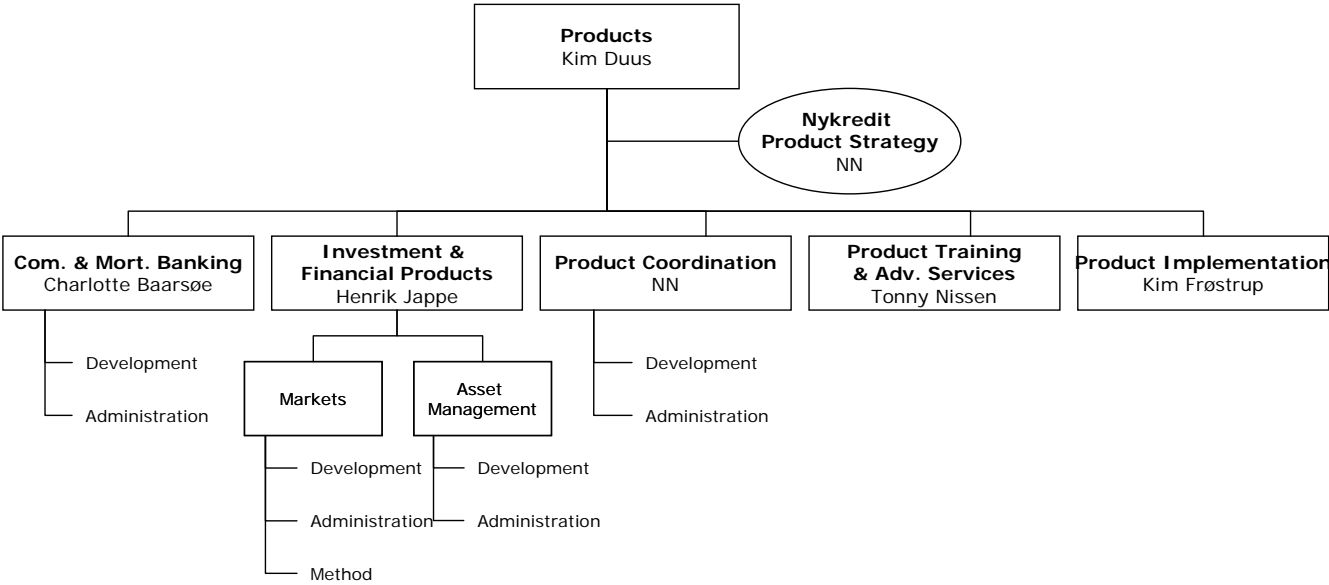 Products
Kim Duus
Nykredit
Product Strategy
NN
Com. & Mort. Banking
Charlotte Baarsøe
Investment &
Financial Products
Henrik Jappe
Product Coordination
NN
Product Training
& Adv. Services
Tonny Nissen
Product Implementation
Kim Frøstrup
Development
Administration
Markets
Asset
Management
Development
Administration
Development
Administration
Method
Development
Administration